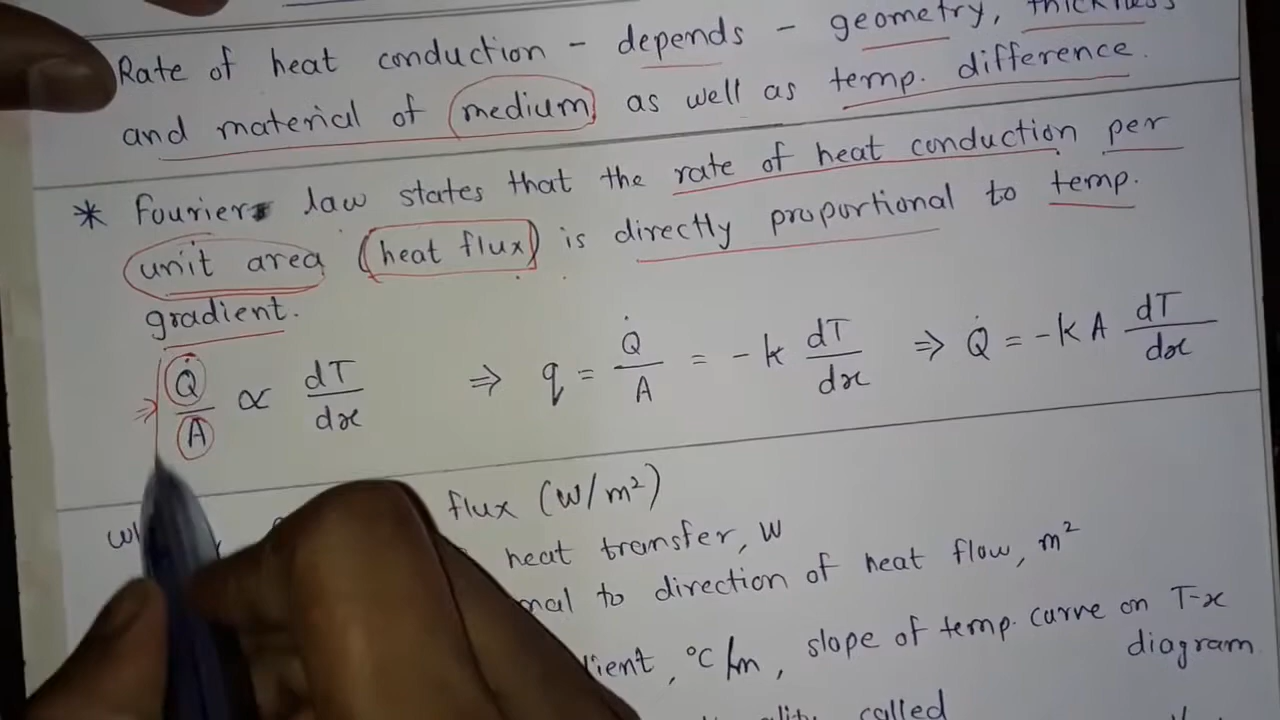 Rate of heat conduction - depends - geometry, thickness
and material of medium as well as temp. difference.
* Fourier law states that the rate of heat conduction per
unit area (heat flux) is directly proportional to temp.
gradient.
⇒ Q̇/A ∝ dT/dx ⇒ q = Q̇/A = -k dT/dx ⇒ Q̇ = -kA dT/dx
flux (W/m²)
heat transfer, W
to direction of heat flow, m²
°C/m, slope of temp. curve on T-x
diagram
called